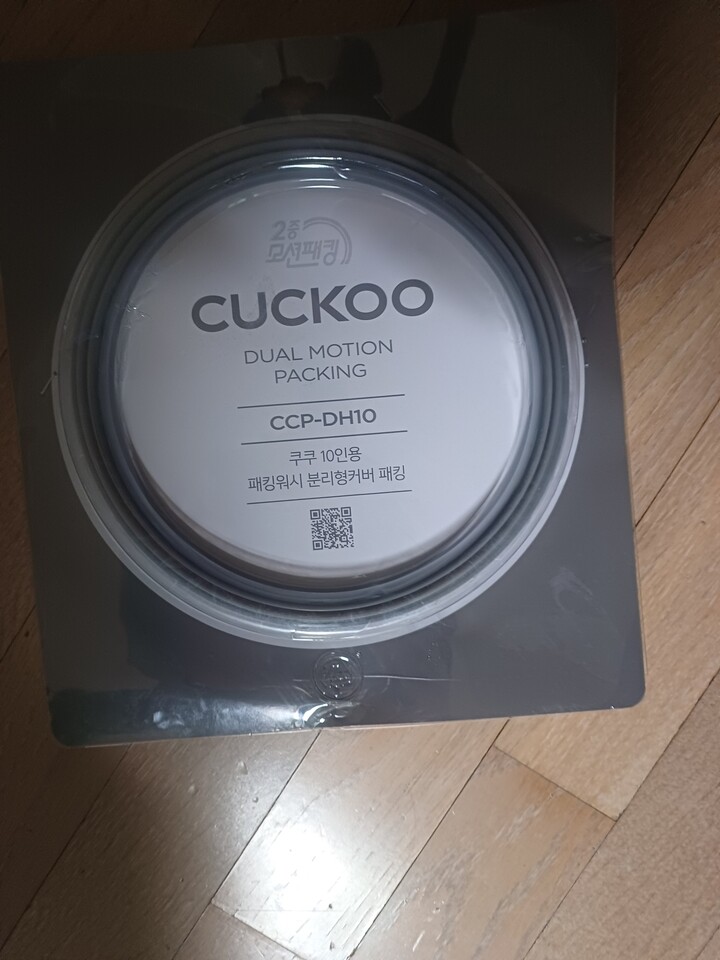 2중
모션패킹
CUCKOO
DUAL MOTION
PACKING
CCP-DH10
쿠쿠 10인용
패킹워시 분리형커버 패킹